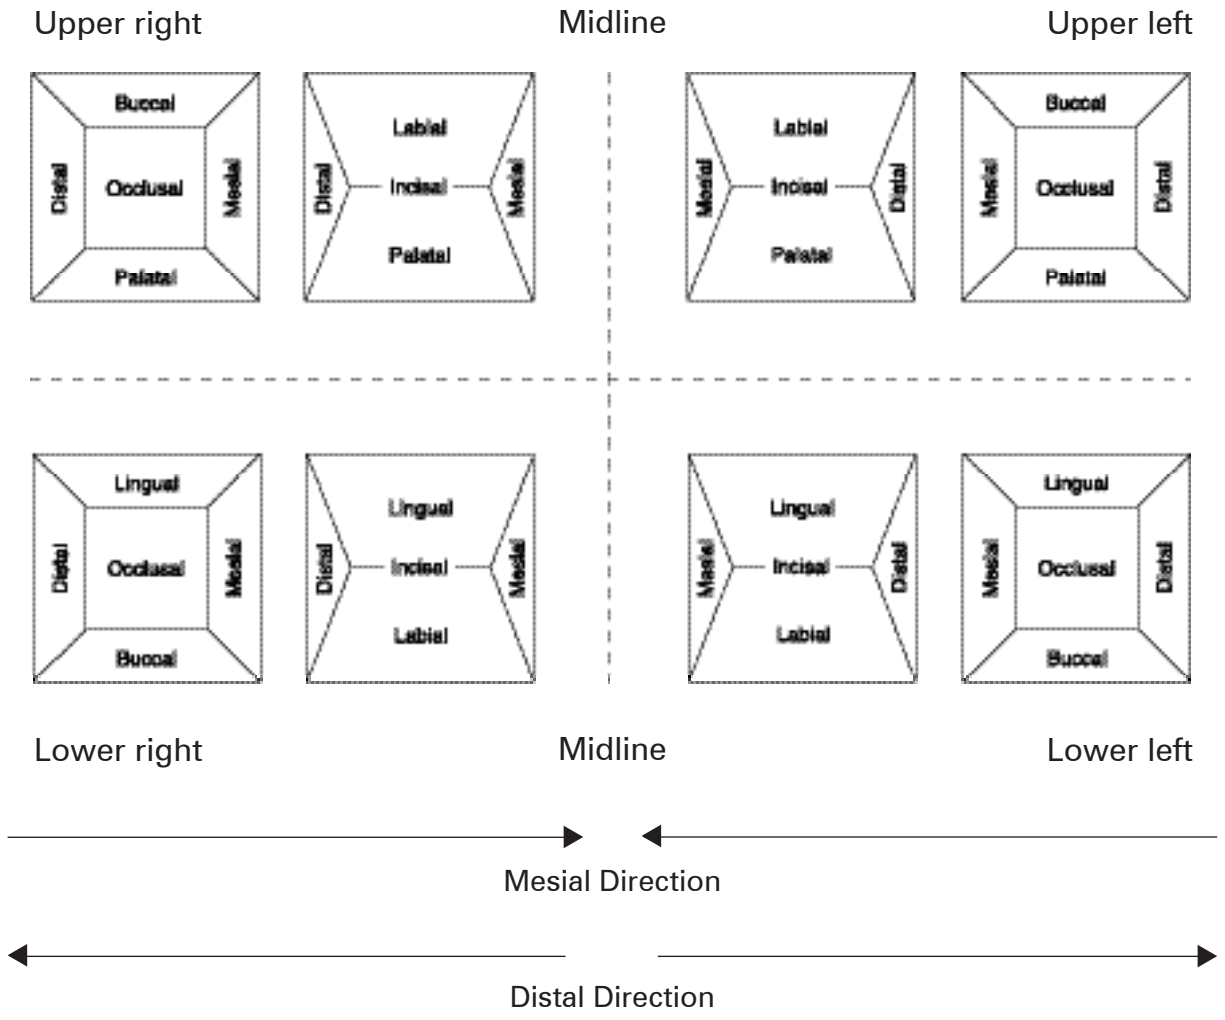 Upper right Midline Upper left
Buccal Labial Labial Buccal
Distal Occlusal Mesial Distal Incisal Mesial Mesial Incisal Distal Mesial Occlusal Distal
Palatal Palatal Palatal Palatal
Lingual Lingual Lingual Lingual
Distal Occlusal Mesial Distal Incisal Mesial Mesial Incisal Distal Mesial Occlusal Distal
Buccal Labial Labial Buccal
Lower right Midline Lower left
Mesial Direction
Distal Direction